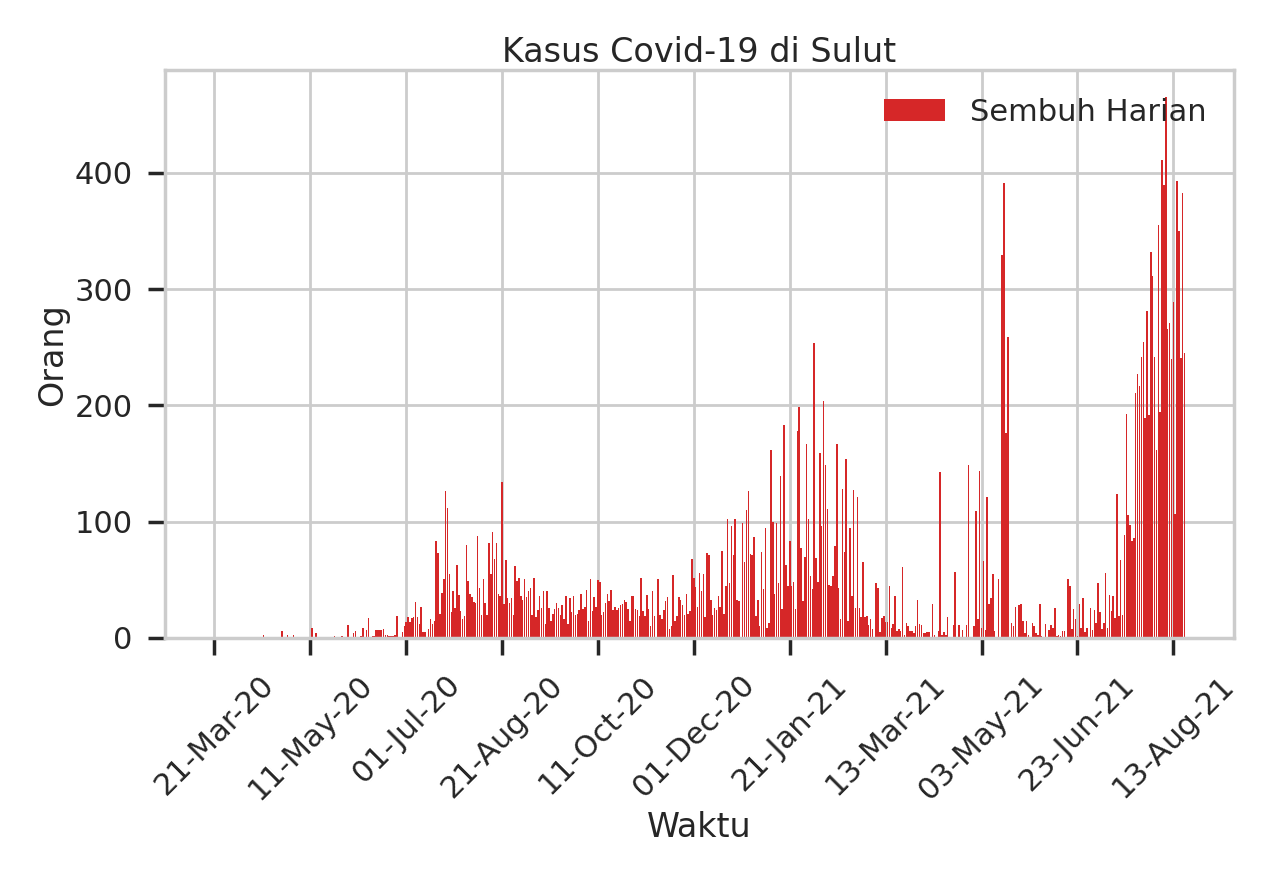 Kasus Covid-19 di Sulut
Sembuh Harian
Orang
400
300
200
100
0
21-Mar-20
11-May-20
01-Jul-20
21-Aug-20
11-Oct-20
01-Dec-20
21-Jan-21
13-Mar-21
03-May-21
23-Jun-21
13-Aug-21
Waktu